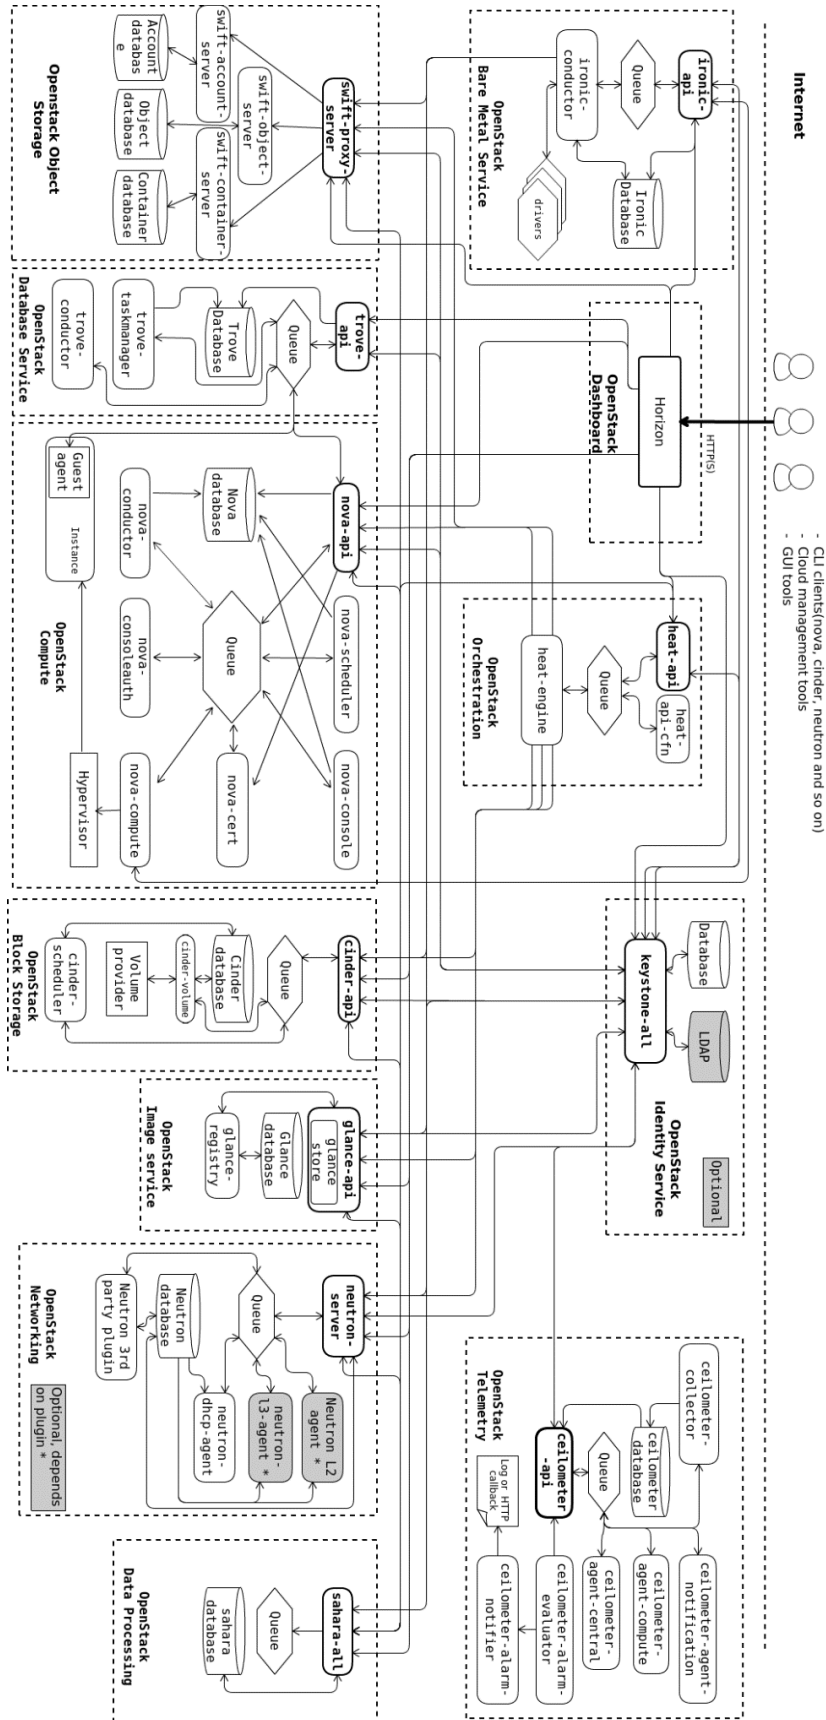 Internet
- CLI clients(nova, cinder, neutron and so on)
- Cloud management tools
- GUI tools
HTTP(S)
OpenStack
Bare Metal Service
ironic-
api
Queue
ironic-
conductor
Ironic
Database
drivers
OpenStack
Dashboard
Horizon
OpenStack
Orchestration
heat-api
heat-
api-cfn
Queue
heat-engine
OpenStack
Identity Service
Database
LDAP
keystone-all
Optional
OpenStack
Telemetry
ceilometer-
collector
ceilometer
database
Queue
ceilometer
-api
Log or HTTP
callback
ceilometer-agent-
notification
ceilometer-
agent-compute
ceilometer-
agent-central
ceilometer-alarm-
evaluator
ceilometer-alarm-
notifier
Openstack Object
Storage
swift-proxy-
server
swift-account-
server
swift-object-
server
swift-container-
server
Account
databas
e
Object
database
Container
database
OpenStack
Database Service
trove-
api
Queue
Trove
Database
trove-
taskmanager
trove-
conductor
OpenStack
Compute
nova-api
nova-scheduler
nova-console
Nova
database
Queue
nova-cert
nova-
conductor
nova-
consoleauth
nova-compute
Guest
agent
Instance
Hypervisor
OpenStack
Block Storage
cinder-api
Queue
Cinder
database
cinder-volume
Volume
provider
cinder-
scheduler
OpenStack
Image service
glance-api
glance
store
Glance
database
glance-
registry
OpenStack
Networking
neutron-
server
Queue
Neutron
database
Neutron 3rd
party plugin
Neutron L2
agent *
neutron-
l3-agent *
neutron-
dhcp-agent
Optional, depends
on plugin *
OpenStack
Data Processing
sahara-all
Queue
sahara
database